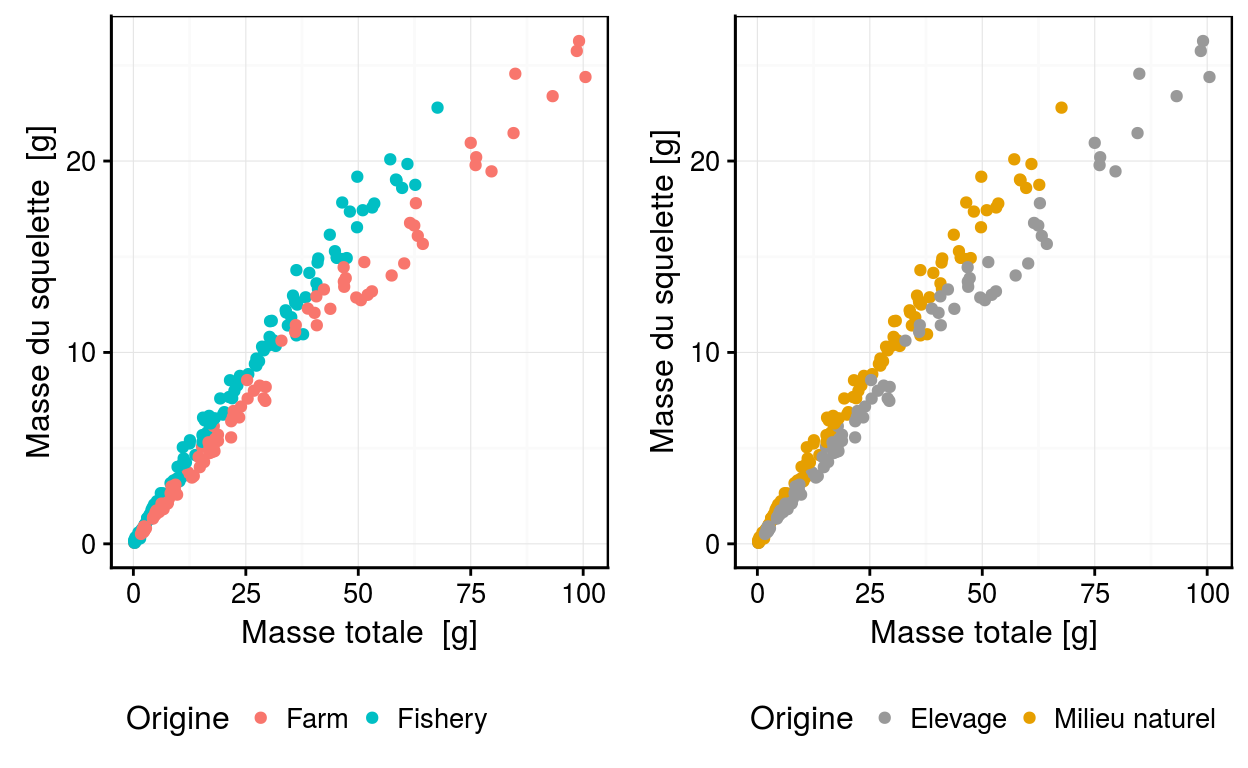 Masse du squelette  [g]
20
10
0
0 25 50 75 100
Masse totale  [g]
Origine Farm Fishery
Masse du squelette [g]
20
10
0
0 25 50 75 100
Masse totale [g]
Origine Elevage Milieu naturel